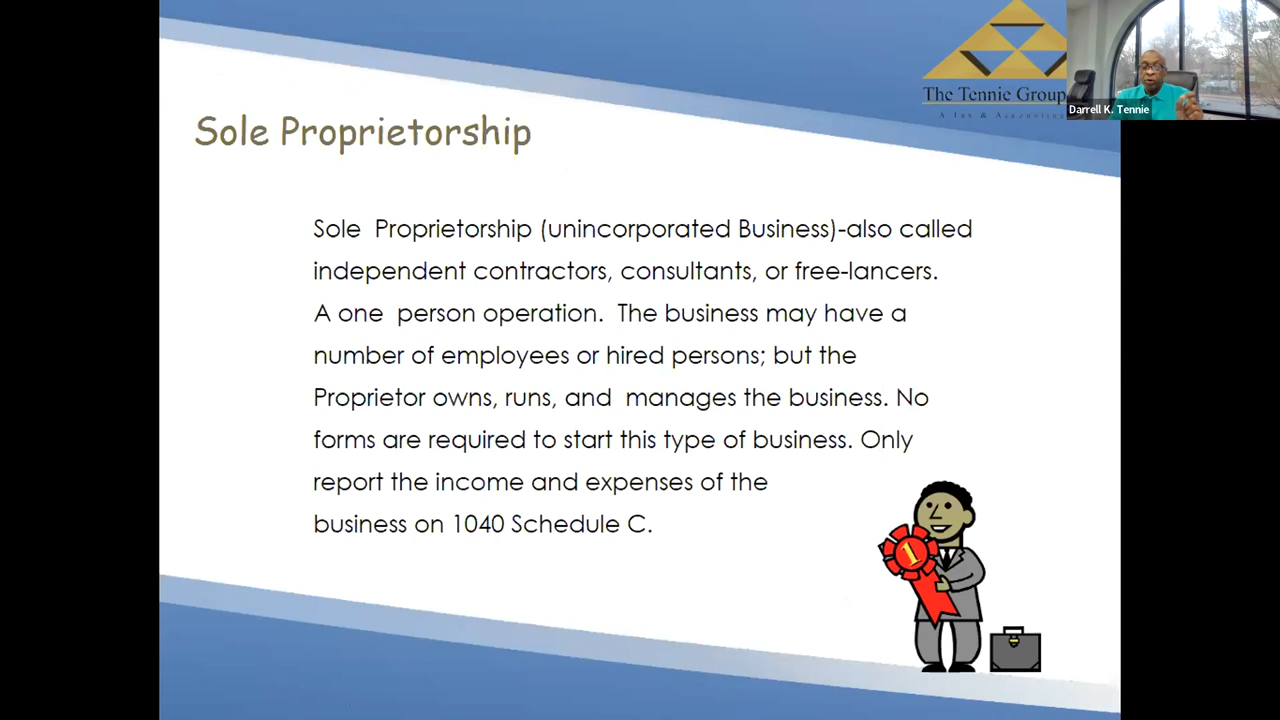 The Tennie Group
A Tax & Accounting
Darrell K. Tennie
Sole Proprietorship
Sole Proprietorship (unincorporated Business)-also called
independent contractors, consultants, or free-lancers.
A one person operation. The business may have a
number of employees or hired persons; but the
Proprietor owns, runs, and manages the business. No
forms are required to start this type of business. Only
report the income and expenses of the
business on 1040 Schedule C.
1